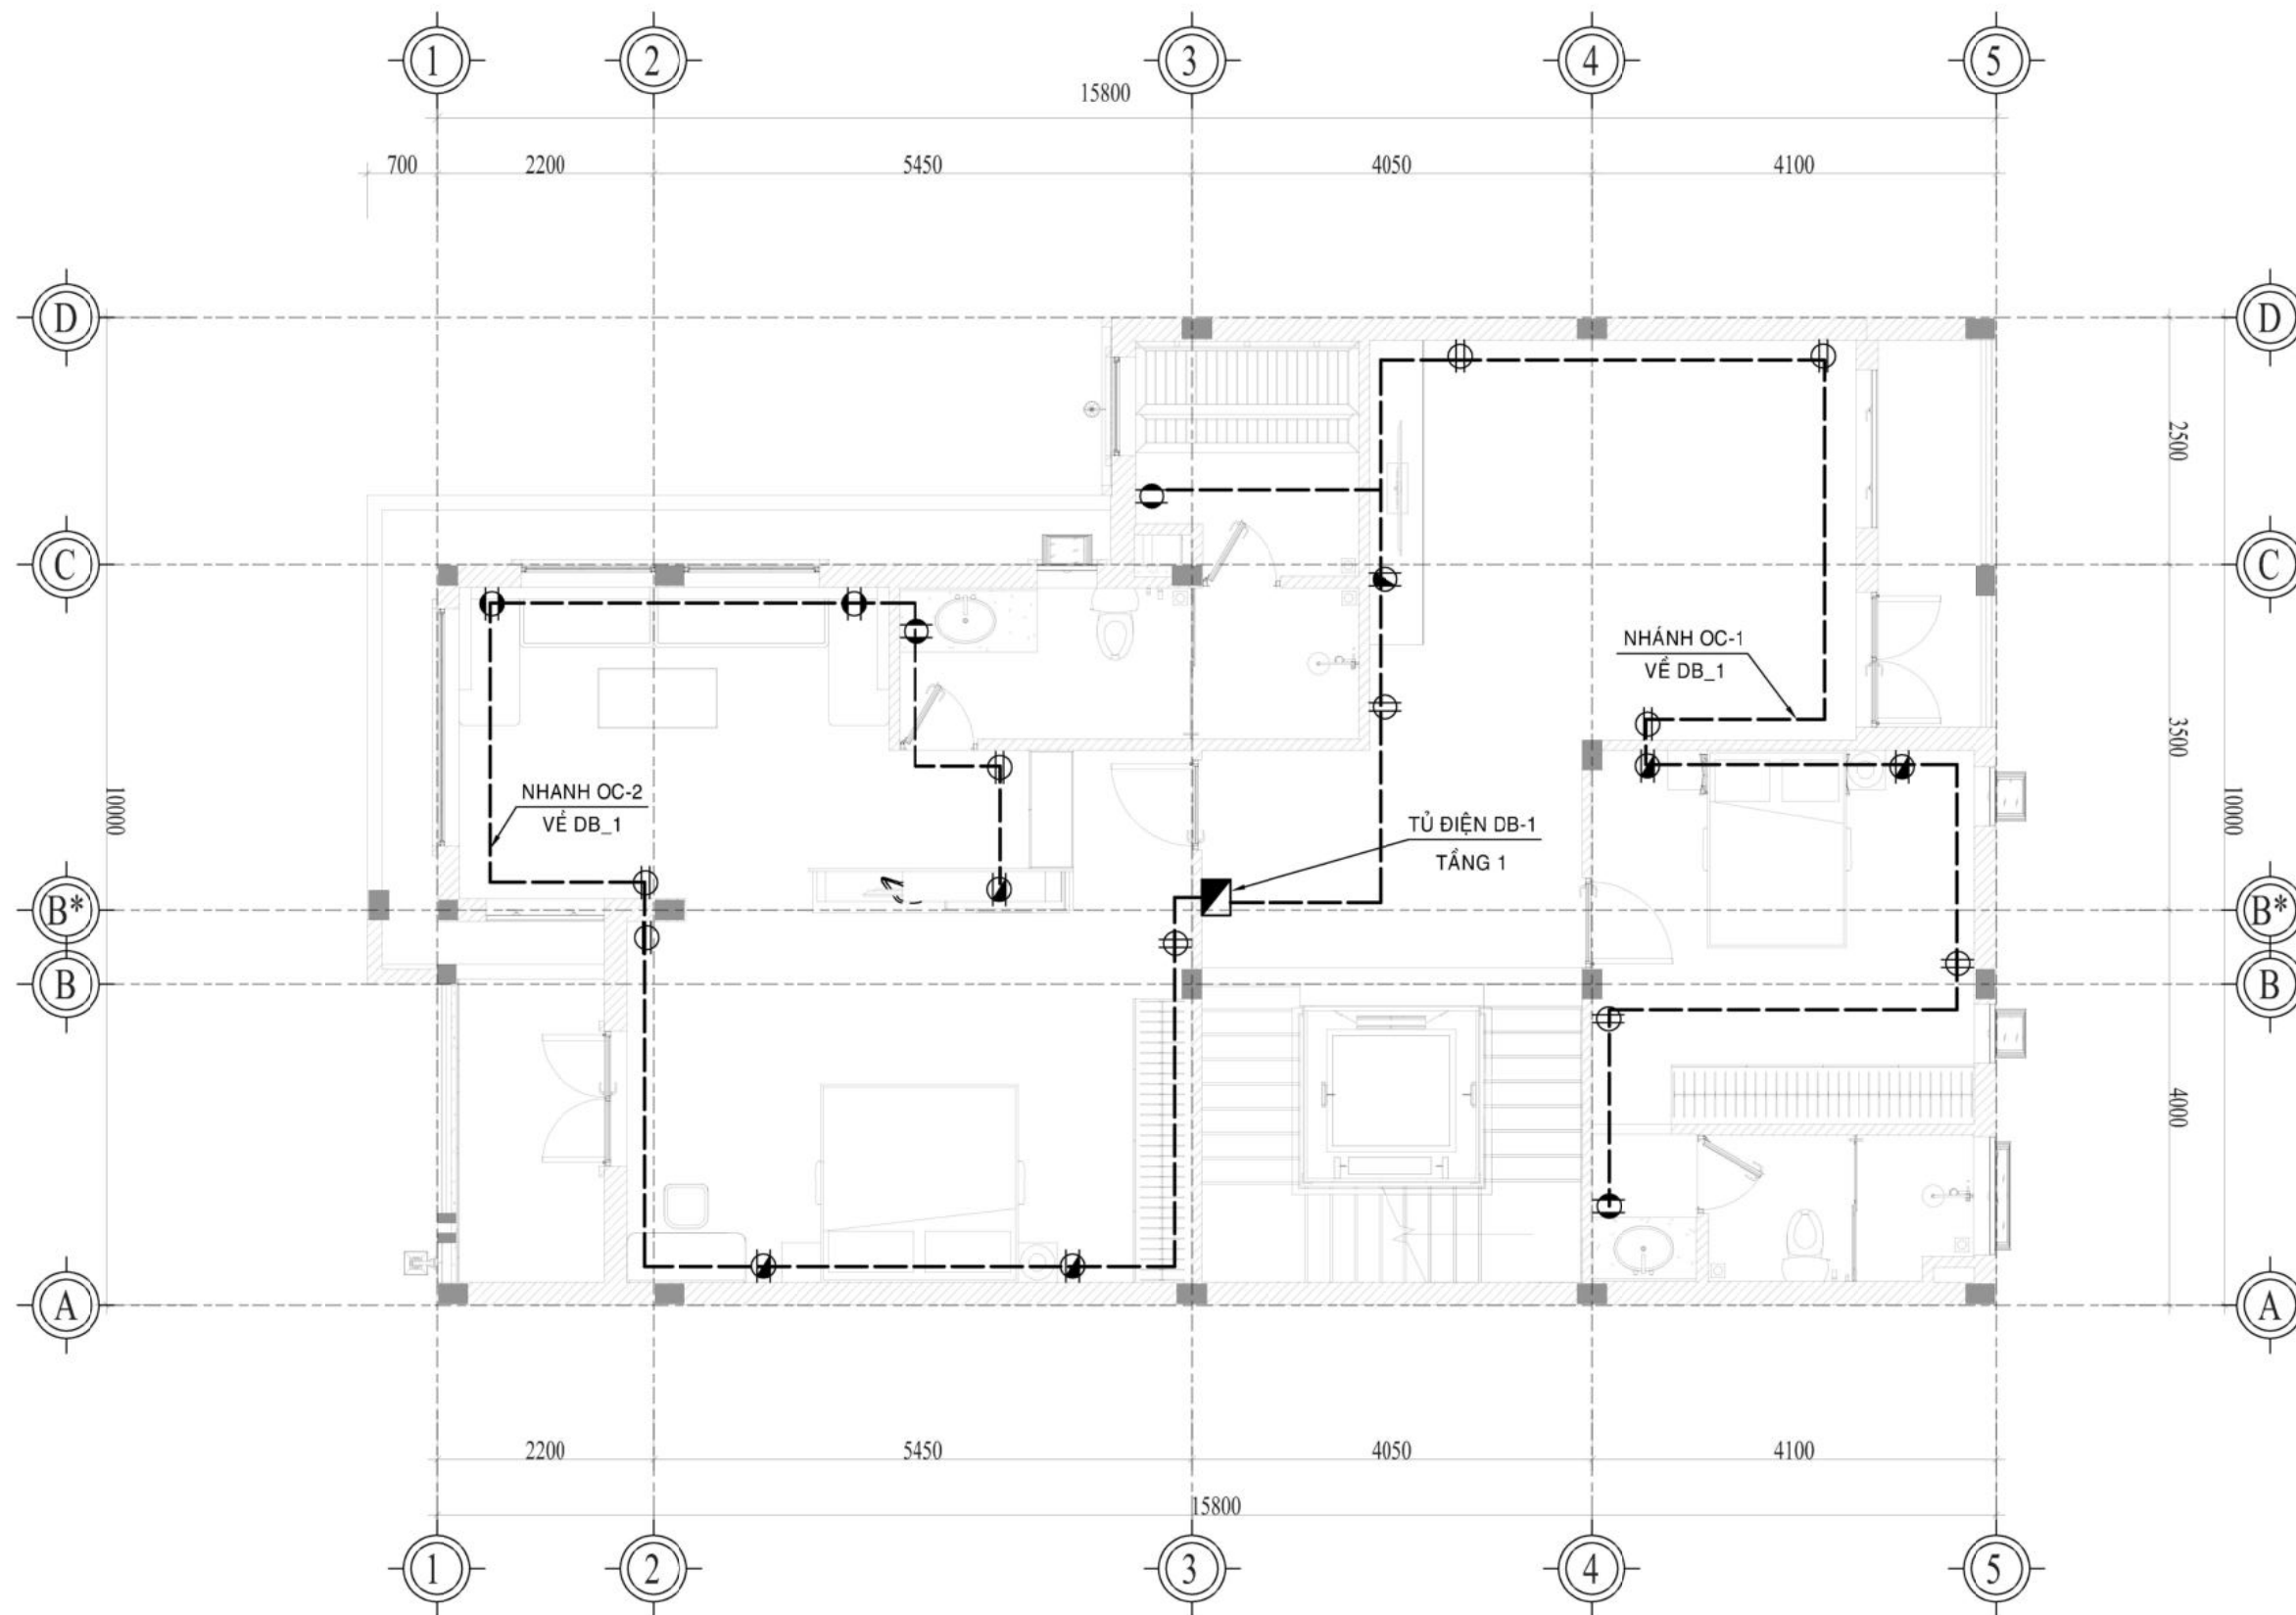 1 2 3 4 5
15800
700 2200 5450 4050 4100
D D
2500
C C
NHÁNH OC-1
VỀ DB_1
3500
NHANH OC-2
VỀ DB_1
10000 10000
TỦ ĐIỆN DB-1
TẦNG 1
B* B*
B B
4000
A A
2200 5450 4050 4100
15800
1 2 3 4 5